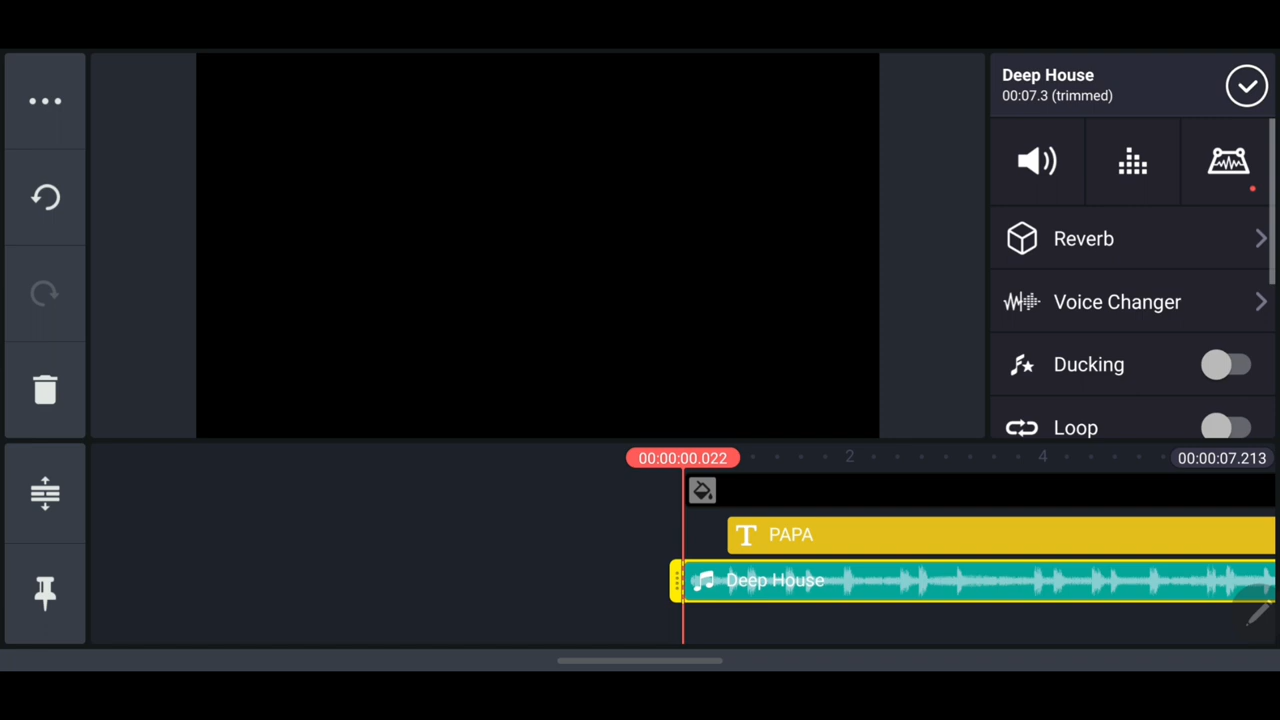 Deep House
00:07.3 (trimmed)
Reverb
Voice Changer
Ducking
Loop
00:00:00.022
2
4
00:00:07.213
T PAPA
Deep House